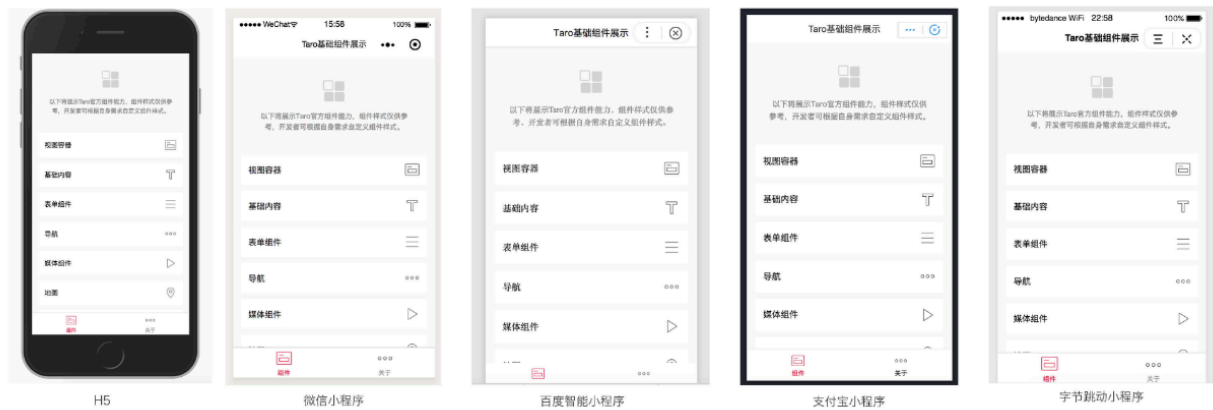 以下将展示Taro官方组件能力，组件样式仅供参
考，开发者可根据自身需求自定义组件样式。
视图容器
基础内容
表单组件
导航
媒体组件
地图
组件
关于
H5
WeChat
15:58
100%
Taro基础组件展示
以下将展示Taro官方组件能力，组件样式仅供参
考，开发者可根据自身需求自定义组件样式。
视图容器
基础内容
表单组件
导航
媒体组件
组件
关于
微信小程序
Taro基础组件展示
以下将展示Taro官方组件能力，组件样式仅供参
考，开发者可根据自身需求自定义组件样式。
视图容器
基础内容
表单组件
导航
媒体组件
百度智能小程序
Taro基础组件展示
以下将展示Taro官方组件能力，组件样式仅供
参考，开发者可根据自身需求自定义组件样式。
视图容器
基础内容
表单组件
导航
媒体组件
组件
关于
支付宝小程序
bytedance WiFi 22:58
100%
Taro基础组件展示
以下将展示Taro官方组件能力，组件样式仅供参
考，开发者可根据自身需求自定义组件样式。
视图容器
基础内容
表单组件
导航
媒体组件
组件
关于
字节跳动小程序